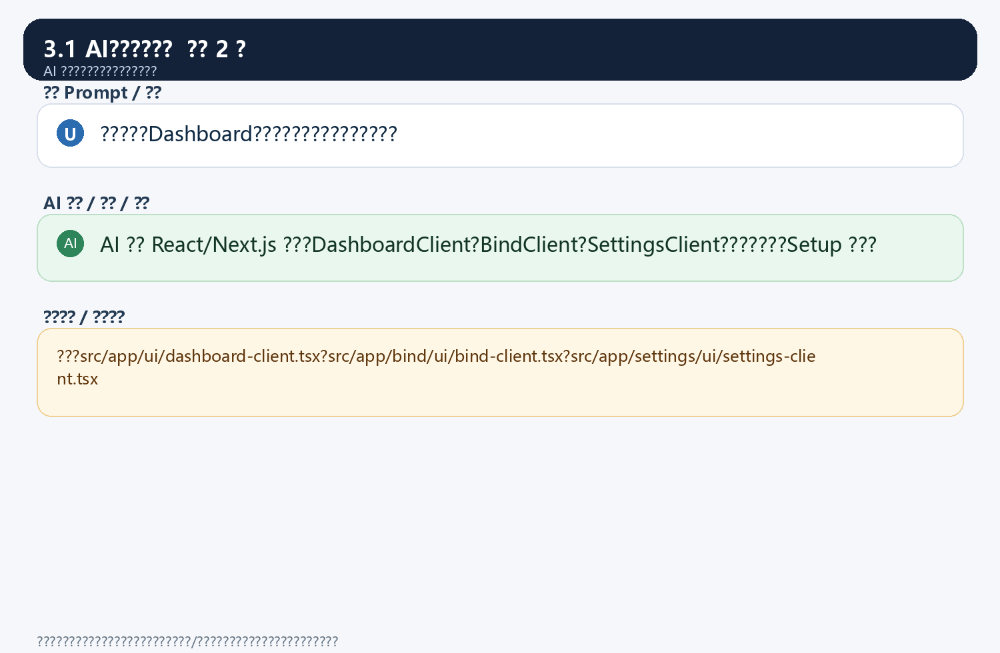 3.1 AI??????  ?? 2 ?
AI ???????????????
?? Prompt / ??
U
?????Dashboard???????????????
AI ?? / ?? / ??
AI
AI ?? React/Next.js ???DashboardClient?BindClient?SettingsClient???????Setup ???
???? / ????
???src/app/ui/dashboard-client.tsx?src/app/bind/ui/bind-client.tsx?src/app/settings/ui/settings-clie
nt.tsx
????????????????????????/??????????????????????